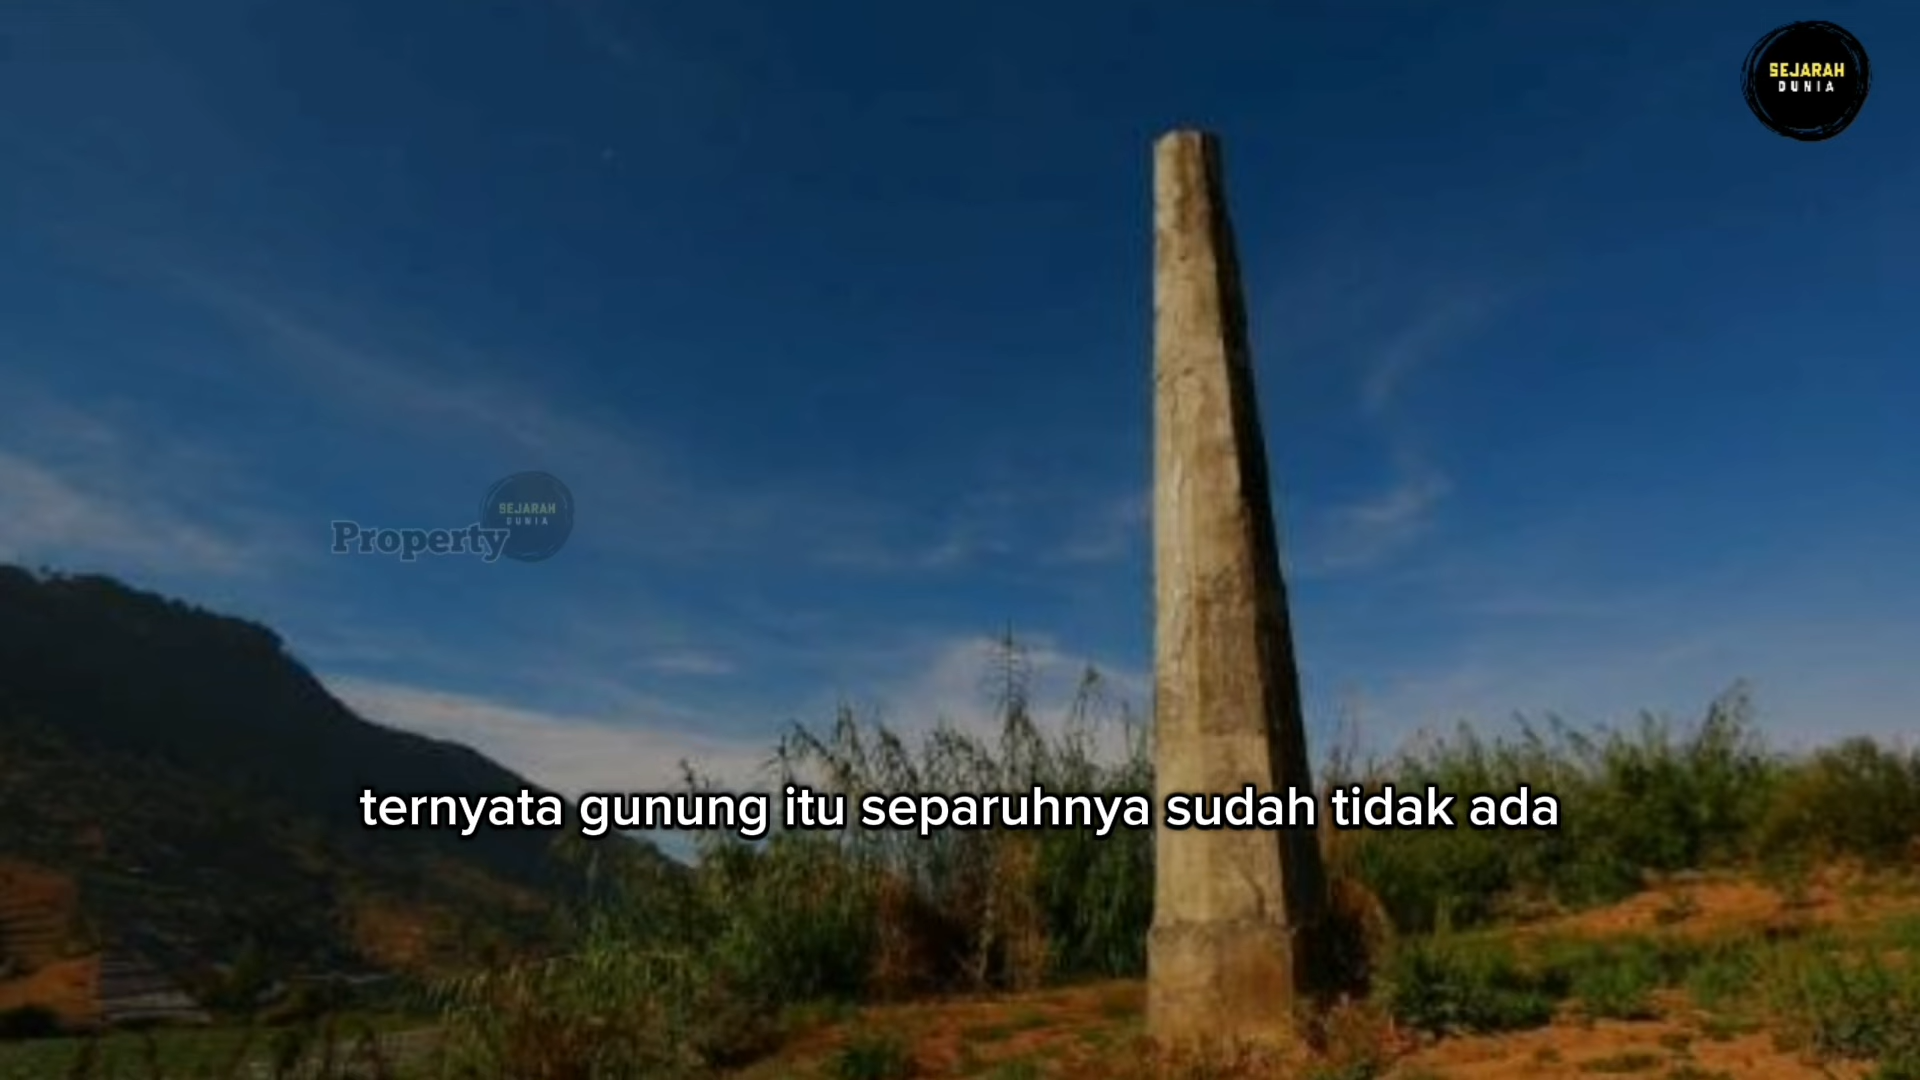 SEJARAH
DUNIA
SEJARAH
DUNIA
Property
ternyata gunung itu separuhnya sudah tidak ada